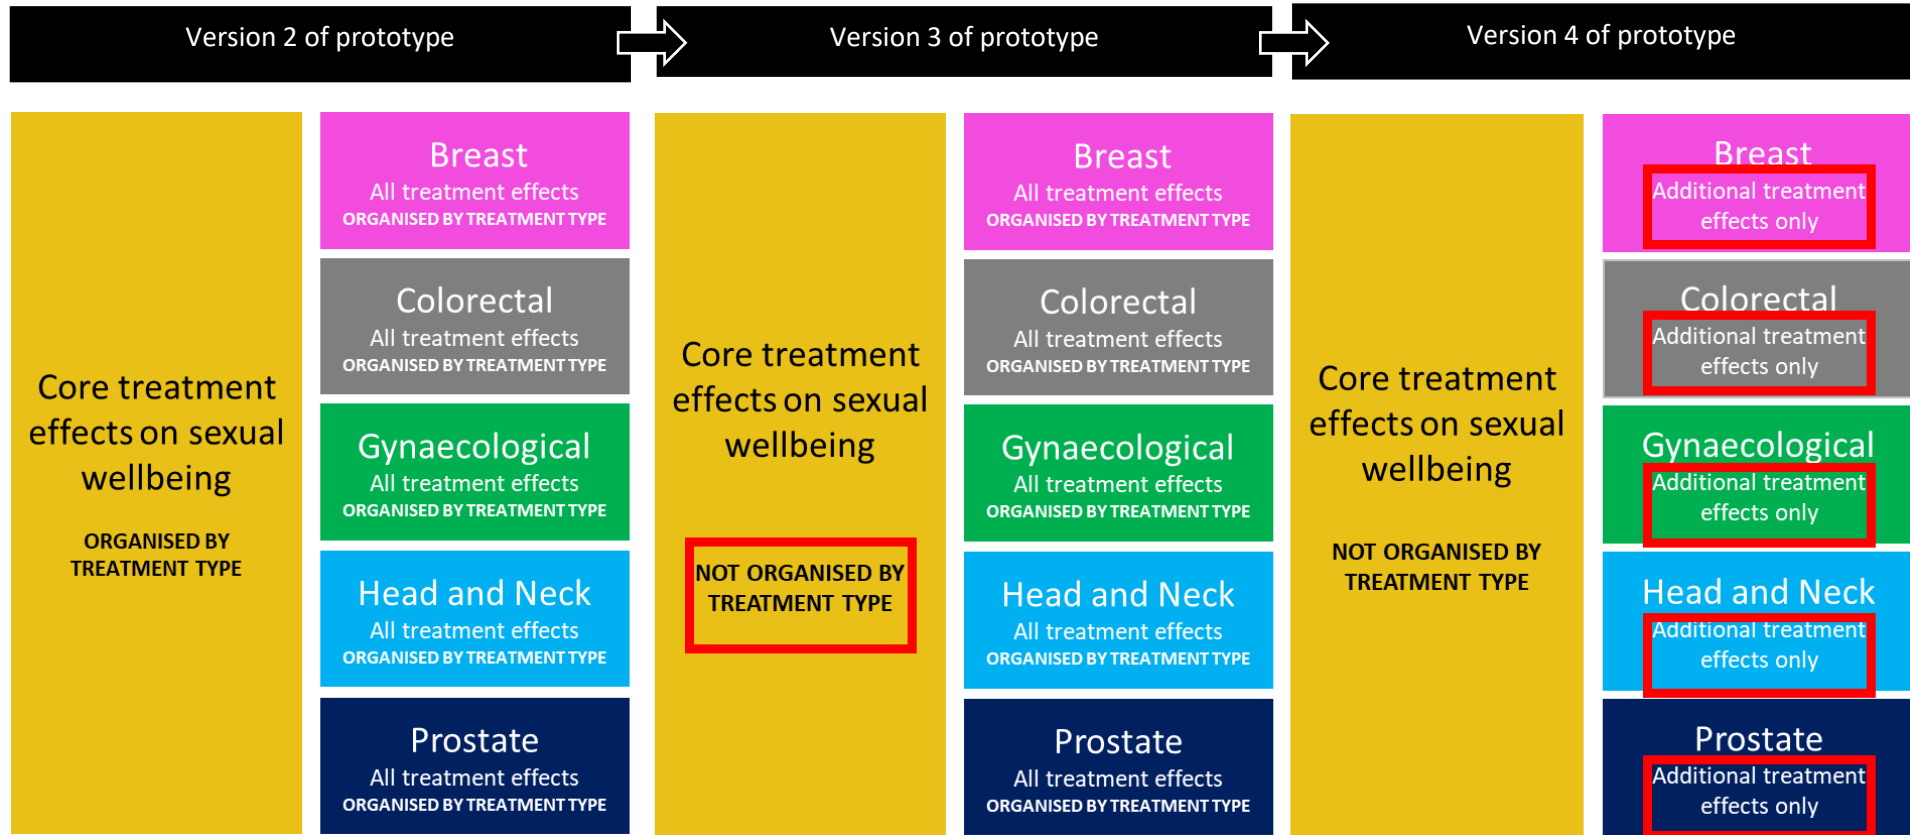 Version 2 of prototype
Version 3 of prototype
Version 4 of prototype
Core treatment
effects on sexual
wellbeing
ORGANISED BY
TREATMENT TYPE
Breast
All treatment effects
ORGANISED BY TREATMENT TYPE
Colorectal
All treatment effects
ORGANISED BY TREATMENT TYPE
Gynaecological
All treatment effects
ORGANISED BY TREATMENT TYPE
Head and Neck
All treatment effects
ORGANISED BY TREATMENT TYPE
Prostate
All treatment effects
ORGANISED BY TREATMENT TYPE
Core treatment
effects on sexual
wellbeing
NOT ORGANISED BY
TREATMENT TYPE
Breast
All treatment effects
ORGANISED BY TREATMENT TYPE
Colorectal
All treatment effects
ORGANISED BY TREATMENT TYPE
Gynaecological
All treatment effects
ORGANISED BY TREATMENT TYPE
Head and Neck
All treatment effects
ORGANISED BY TREATMENT TYPE
Prostate
All treatment effects
ORGANISED BY TREATMENT TYPE
Core treatment
effects on sexual
wellbeing
NOT ORGANISED BY
TREATMENT TYPE
Breast
Additional treatment
effects only
Colorectal
Additional treatment
effects only
Gynaecological
Additional treatment
effects only
Head and Neck
Additional treatment
effects only
Prostate
Additional treatment
effects only